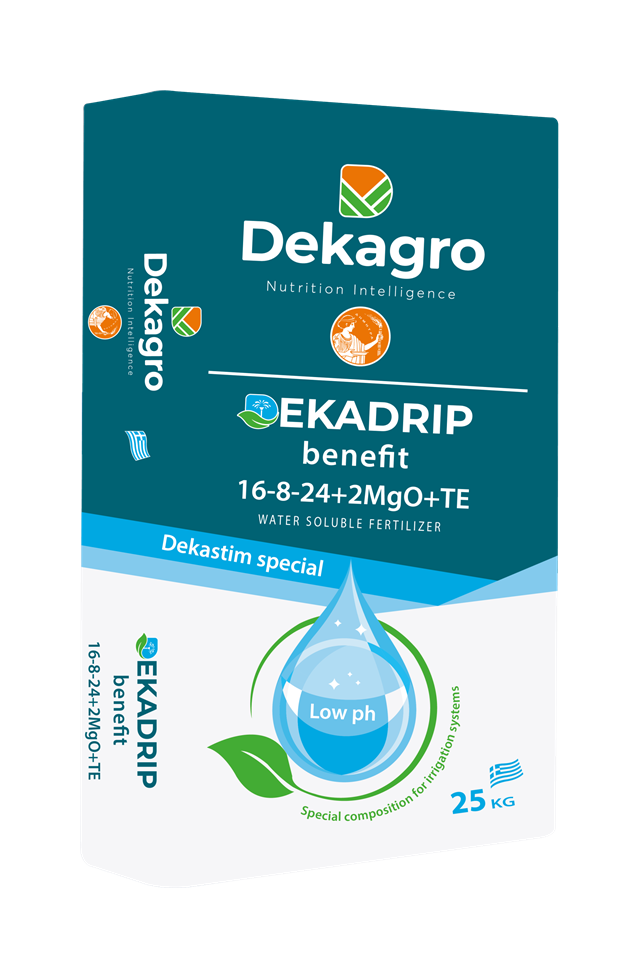 Dekagro
Nutrition Intelligence
EKADRIP
benefit
16-8-24+2MgO+TE
WATER SOLUBLE FERTILIZER
Dekastim special
Low ph
Special composition for irrigation systems
25 KG
Dekagro
Nutrition Intelligence
EKADRIP
benefit
16-8-24+2MgO+TE